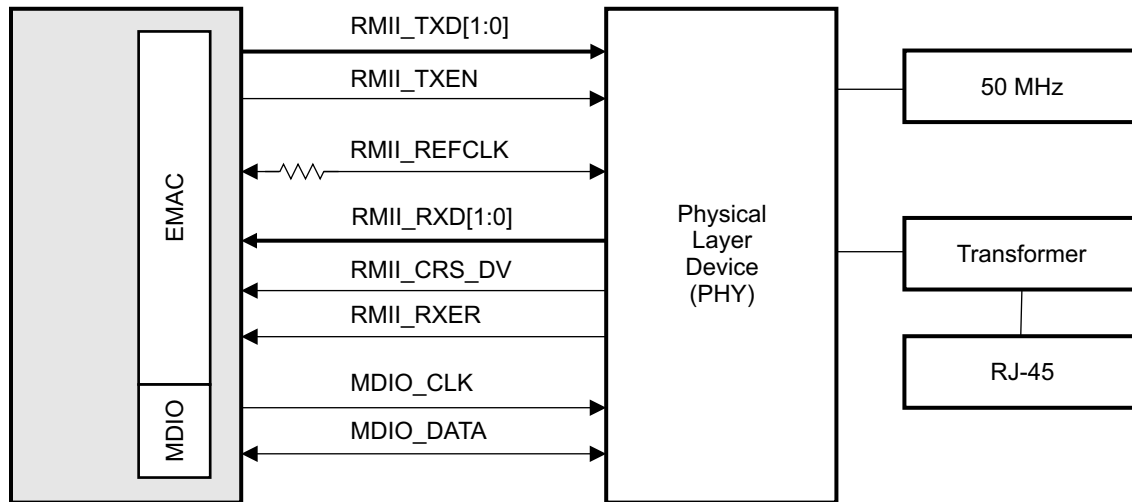 RMII_TXD[1:0]
RMII_TXEN
RMII_REFCLK
RMII_RXD[1:0]
RMII_CRS_DV
RMII_RXER
MDIO_CLK
MDIO_DATA
EMAC
MDIO
Physical
Layer
Device
(PHY)
50 MHz
Transformer
RJ-45